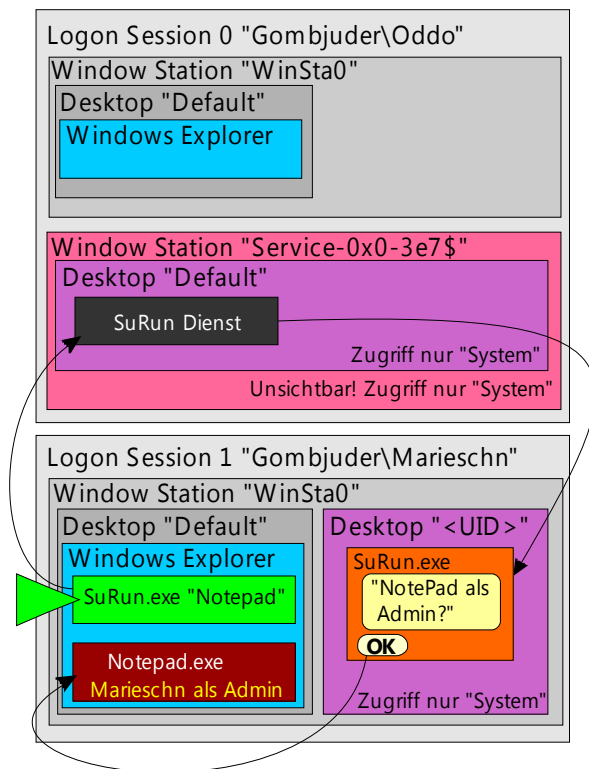 Logon Session 0 "Gombjuder\Oddo"
Window Station "WinSta0"
Desktop "Default"
Windows Explorer
Window Station "Service-0x0-3e7$"
Desktop "Default"
SuRun Dienst
Zugriff nur "System"
Unsichtbar! Zugriff nur "System"
Logon Session 1 "Gombjuder\Marieschn"
Window Station "WinSta0"
Desktop "Default"
Windows Explorer
SuRun.exe "Notepad"
Notepad.exe
Marieschn als Admin
Desktop "<UID>"
SuRun.exe
"NotePad als
Admin?"
OK
Zugriff nur "System"